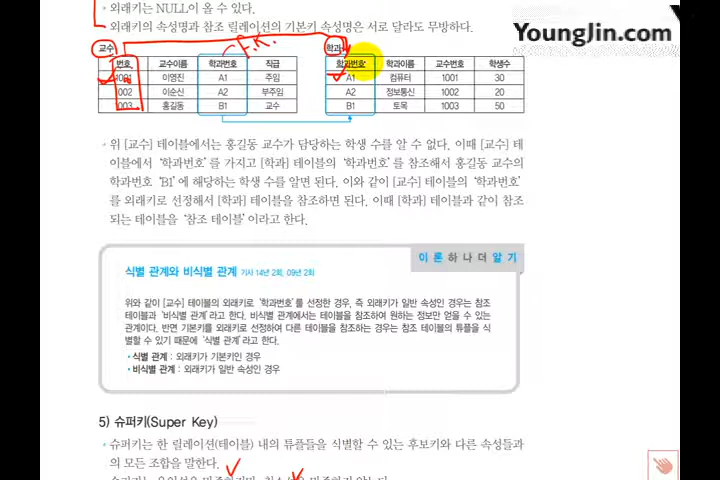 외래키는 NULL이 올 수 있다.
외래키의 속성명과 참조 릴레이션의 기본키 속성명은 서로 달라도 무방하다.
YoungJin.com
F.K.
교수
번호 교수이름 학과번호 직급
1001 이영진 A1 주임
1002 이순신 A2 부주임
1003 홍길동 B1 교수
학과
학과번호 학과이름 교수번호 학생수
A1 컴퓨터 1001 30
A2 정보통신 1002 20
B1 토목 1003 50
위 [교수] 테이블에서는 홍길동 교수가 담당하는 학생 수를 알 수 없다. 이때 [교수] 테
이블에서 '학과번호'를 가지고 [학과] 테이블의 '학과번호'를 참조해서 홍길동 교수의
학과번호 'B1'에 해당하는 학생 수를 알면 된다. 이와 같이 [교수] 테이블의 '학과번호'
를 외래키로 선정해서 [학과] 테이블을 참조하면 된다. 이때 [학과] 테이블과 같이 참조
되는 테이블을 '참조 테이블'이라고 한다.
이론 하나 더 알기
식별 관계와 비식별 관계 기사 14년 2회, 09년 2회
위와 같이 [교수] 테이블의 외래키로 '학과번호'를 선정한 경우, 즉 외래키가 일반 속성인 경우는 참조
테이블과 '비식별 관계'라고 한다. 비식별 관계에서는 테이블을 참조하여 원하는 정보만 얻을 수 있는
관계이다. 반면 기본키를 외래키로 선정하여 다른 테이블을 참조하는 경우는 참조 테이블의 튜플을 식
별할 수 있기 때문에 '식별 관계'라고 한다.
• 식별 관계 : 외래키가 기본키인 경우
• 비식별 관계 : 외래키가 일반 속성인 경우
5) 슈퍼키(Super Key)
• 슈퍼키는 한 릴레이션(테이블) 내의 튜플들을 식별할 수 있는 후보키와 다른 속성들과
의 모든 조합을 말한다.